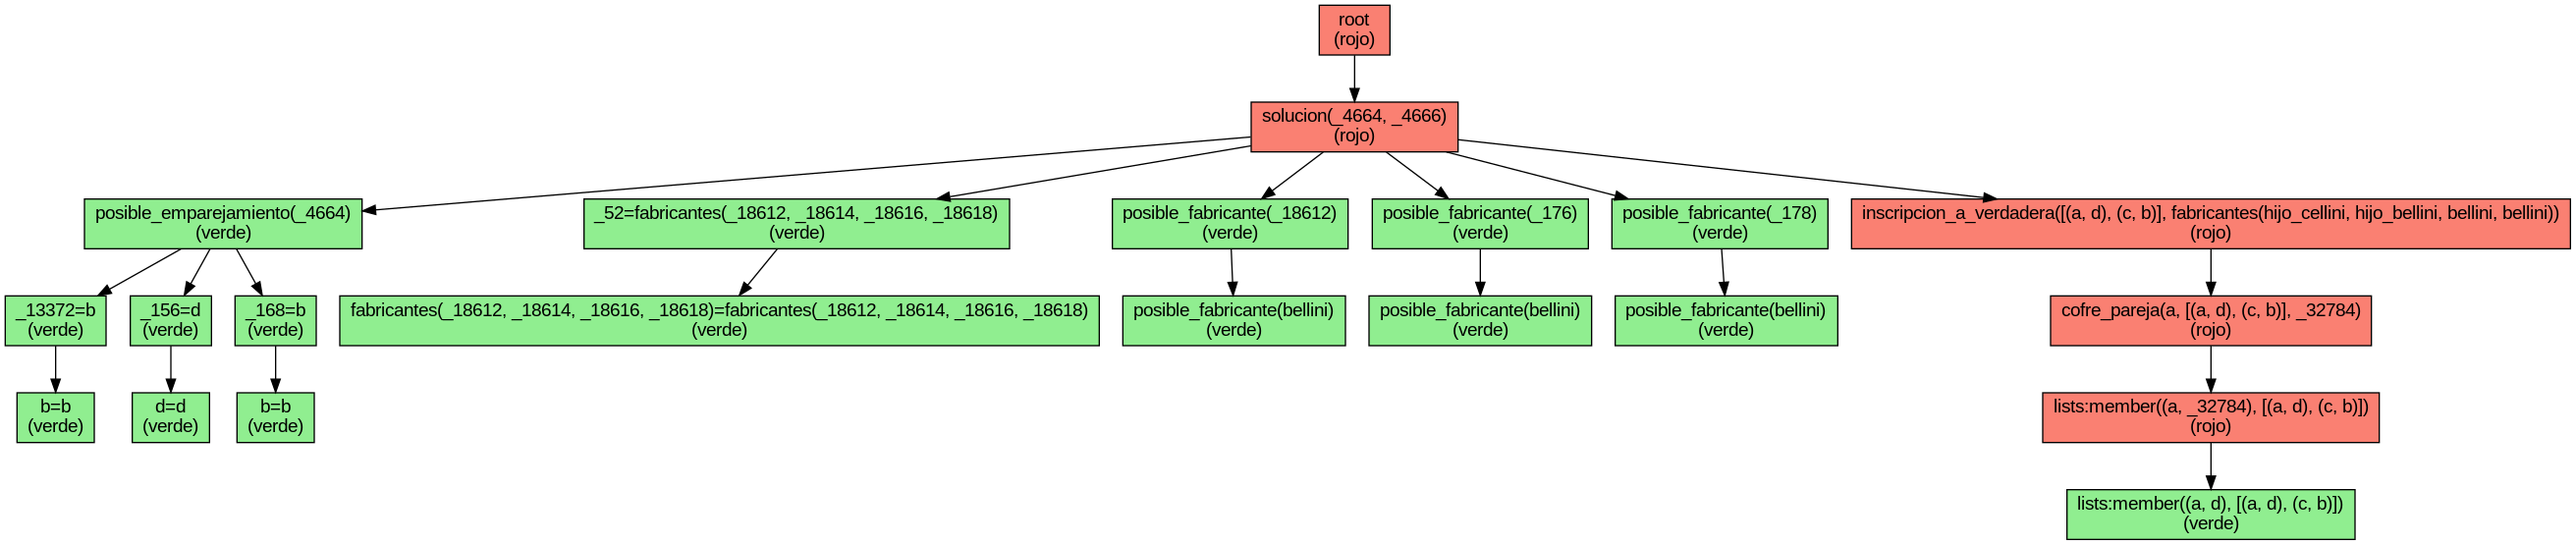 root
(rojo)
solucion(_4664, _4666)
(rojo)
posible_emparejamiento(_4664)
(verde)
_52=fabricantes(_18612, _18614, _18616, _18618)
(verde)
posible_fabricante(_18612)
(verde)
posible_fabricante(_176)
(verde)
posible_fabricante(_178)
(verde)
inscripcion_a_verdadera([(a, d), (c, b)], fabricantes(hijo_cellini, hijo_bellini, bellini, bellini))
(rojo)
_13372=b
(verde)
_156=d
(verde)
_168=b
(verde)
fabricantes(_18612, _18614, _18616, _18618)=fabricantes(_18612, _18614, _18616, _18618)
(verde)
posible_fabricante(bellini)
(verde)
posible_fabricante(bellini)
(verde)
posible_fabricante(bellini)
(verde)
cofre_pareja(a, [(a, d), (c, b)], _32784)
(rojo)
b=b
(verde)
d=d
(verde)
b=b
(verde)
lists:member((a, _32784), [(a, d), (c, b)])
(rojo)
lists:member((a, d), [(a, d), (c, b)])
(verde)